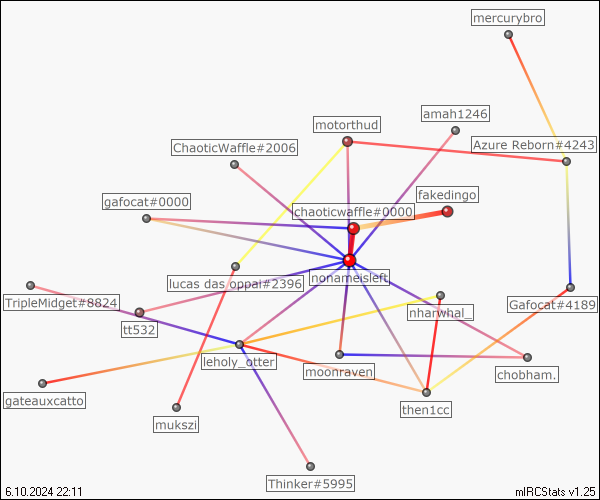 mercurybro
amah1246
motorthud
ChaoticWaffle#2006
Azure Reborn#4243
fakedingo
gafocat#0000
chaoticwaffle#0000
nonameisleft
lucas das oppai#2396
TripleMidget#8824
Gafocat#4189
nharwhal_
tt532
leholy_otter
moonraven
chobham.
gateauxcatto
then1cc
mukszi
Thinker#5995
6.10.2024 22:11
mIRCStats v1.25